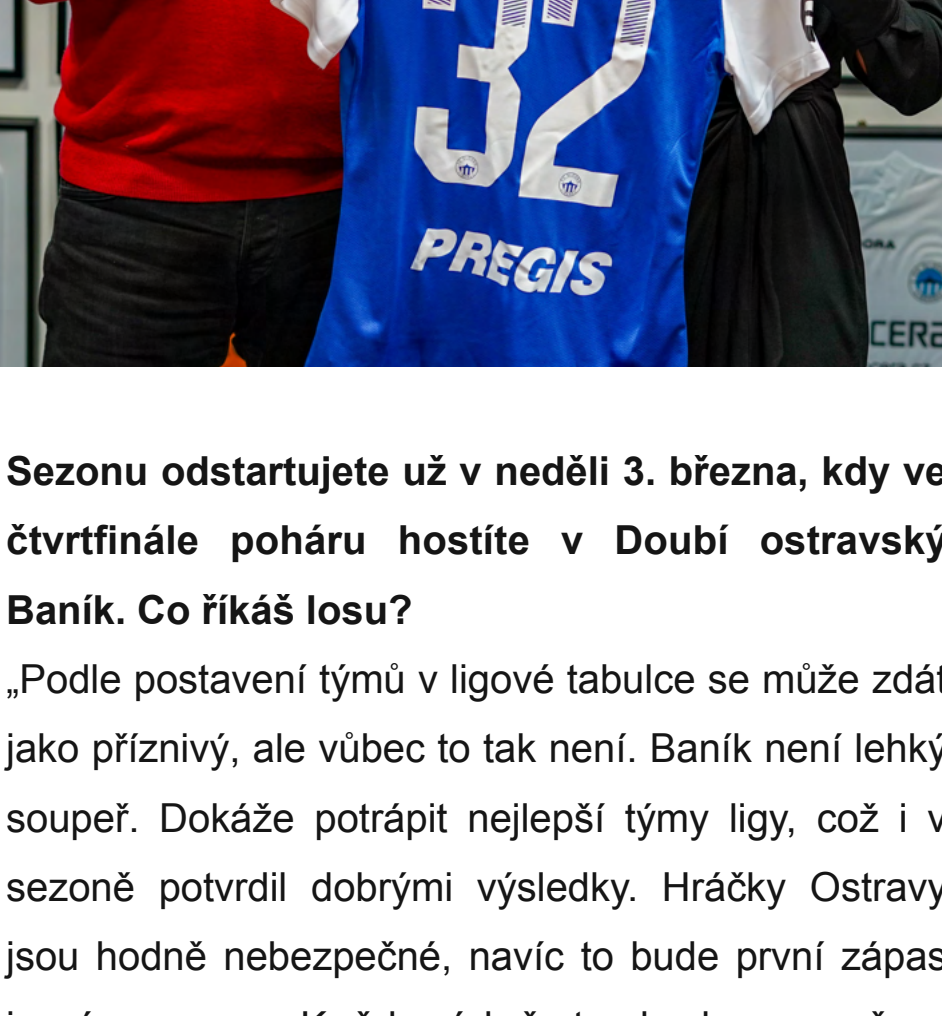 32
PREGIS
ORA
Sezonu odstartujete už v neděli 3. března, kdy ve
čtvrtfinále poháru hostíte v Doubí ostravský
Baník. Co říkáš losu?
„Podle postavení týmů v ligové tabulce se může zdát
jako příznivý, ale vůbec to tak není. Baník není lehký
soupeř. Dokáže potrápit nejlepší týmy ligy, což i v
sezoně potvrdil dobrými výsledky. Hráčky Ostravy
jsou hodně nebezpečné, navíc to bude první zápas